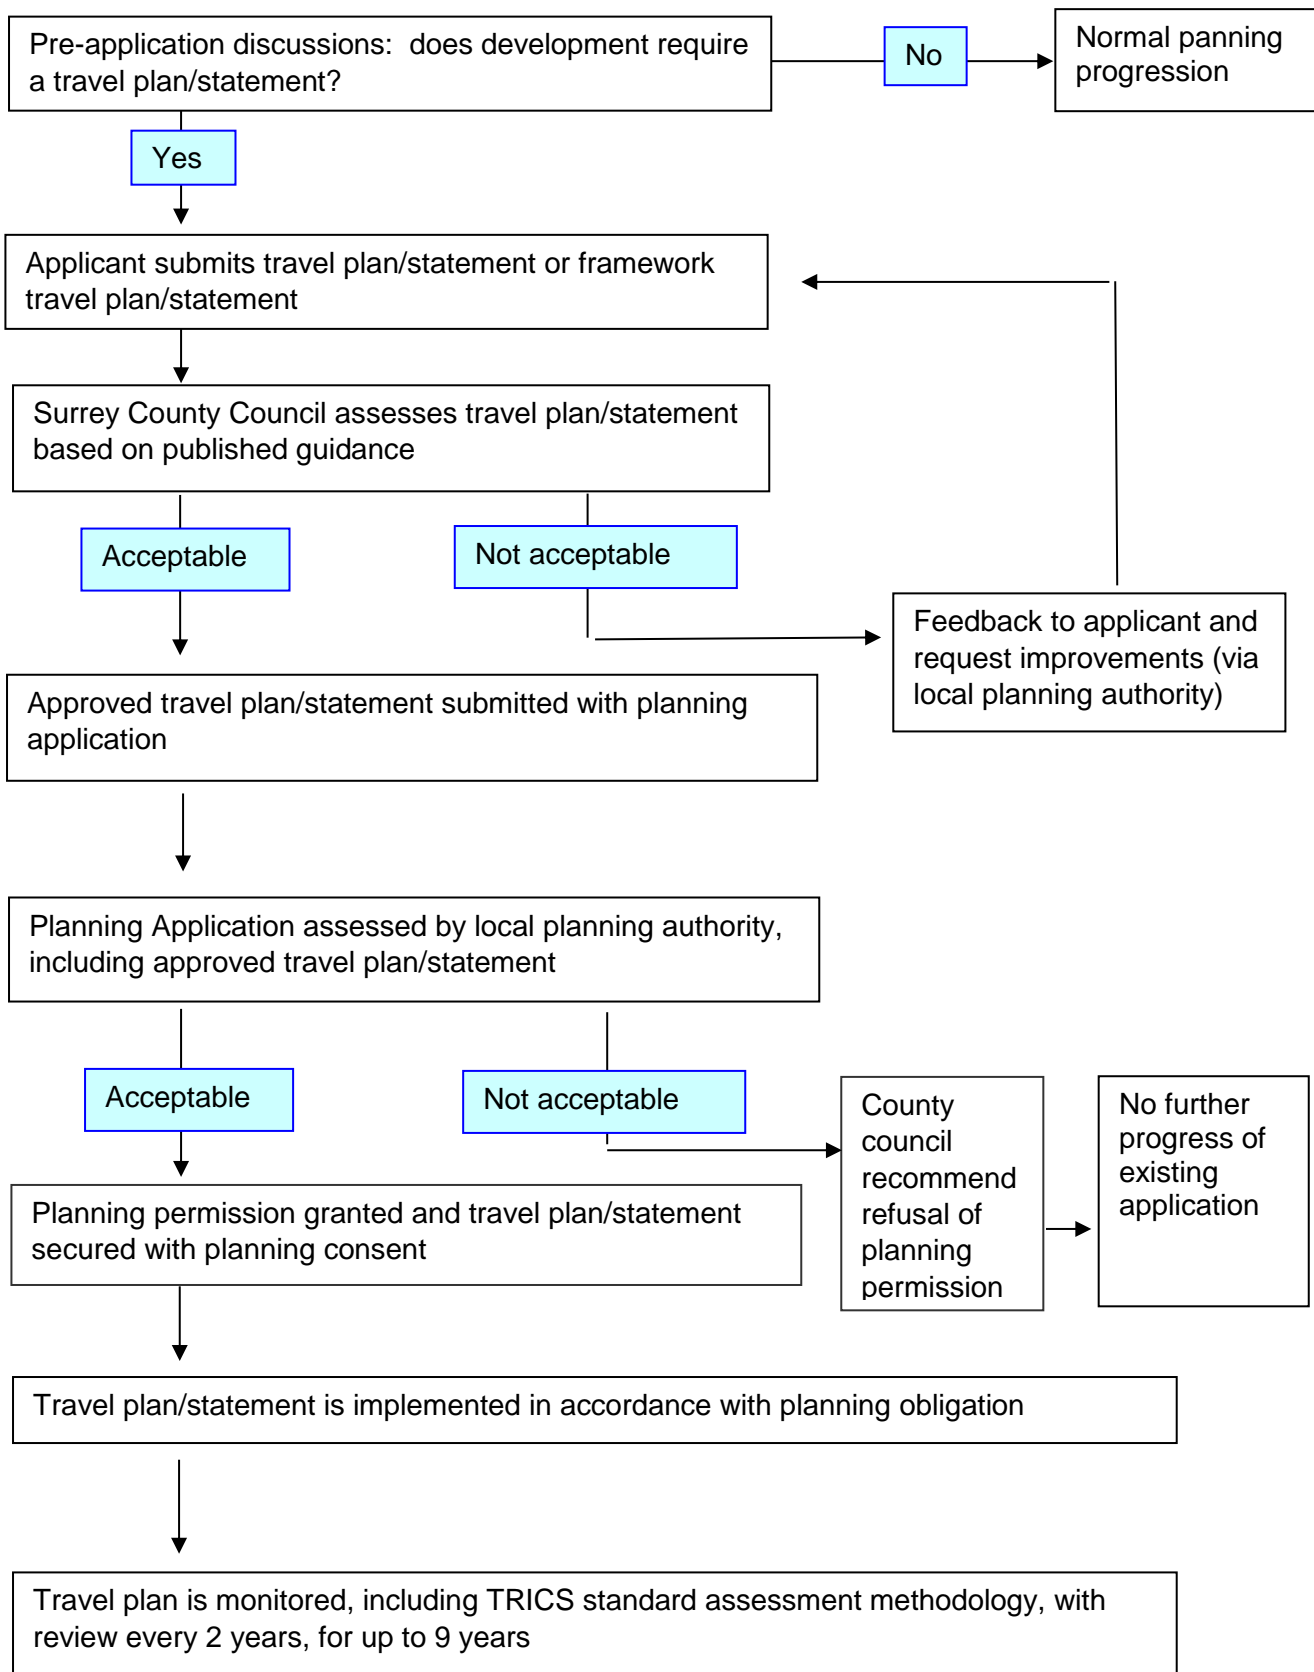 Pre-application discussions:  does development require
a travel plan/statement?
No
Normal panning
progression
Yes
Applicant submits travel plan/statement or framework
travel plan/statement
Surrey County Council assesses travel plan/statement
based on published guidance
Acceptable
Not acceptable
Feedback to applicant and
request improvements (via
local planning authority)
Approved travel plan/statement submitted with planning
application
Planning Application assessed by local planning authority,
including approved travel plan/statement
Acceptable
Not acceptable
County
council
recommend
refusal of
planning
permission
No further
progress of
existing
application
Planning permission granted and travel plan/statement
secured with planning consent
Travel plan/statement is implemented in accordance with planning obligation
Travel plan is monitored, including TRICS standard assessment methodology, with
review every 2 years, for up to 9 years